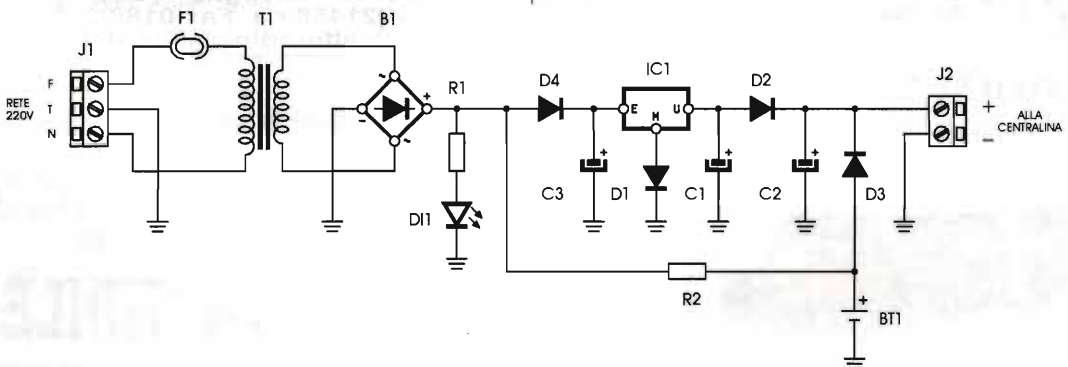 F1
T1
B1
J1
F
T
N
RETE
220V
+
-
~
~
R1
DI1
D4
IC1
E
M
U
D2
J2
+
-
ALLA
CENTRALINA
+
C3
D1
+
C1
+
C2
D3
R2
+
BT1